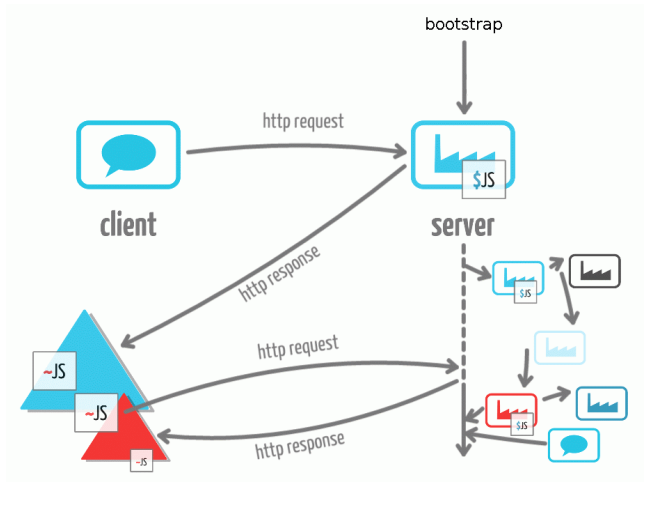 bootstrap
http request
$JS
client
server
http response
$JS
~JS
http request
~JS
$JS
http response
~JS